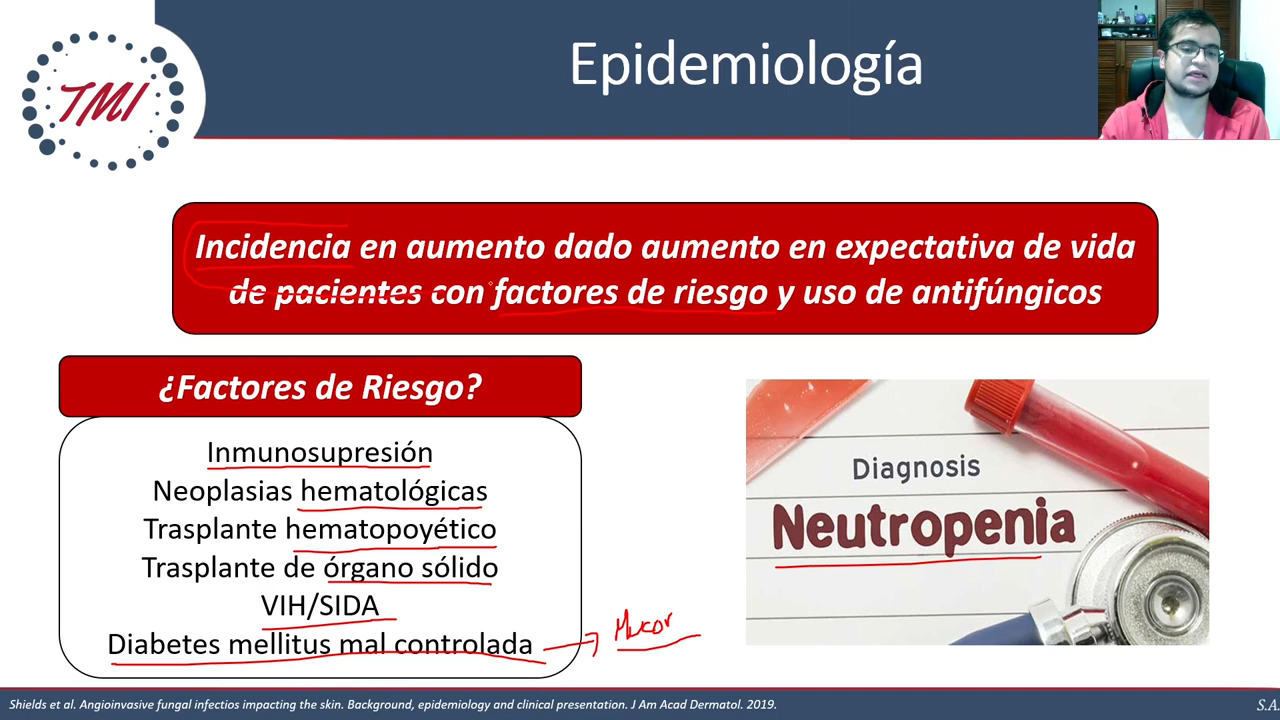 TMI
Epidemiología
Incidencia en aumento dado aumento en expectativa de vida
de pacientes con factores de riesgo y uso de antifúngicos
¿Factores de Riesgo?
Inmunosupresión
Neoplasias hematológicas
Trasplante hematopoyético
Trasplante de órgano sólido
VIH/SIDA
Diabetes mellitus mal controlada
Mucor
Diagnosis
Neutropenia
Shields et al. Angioinvasive fungal infectios impacting the skin. Background, epidemiology and clinical presentation. J Am Acad Dermatol. 2019.
S.A.